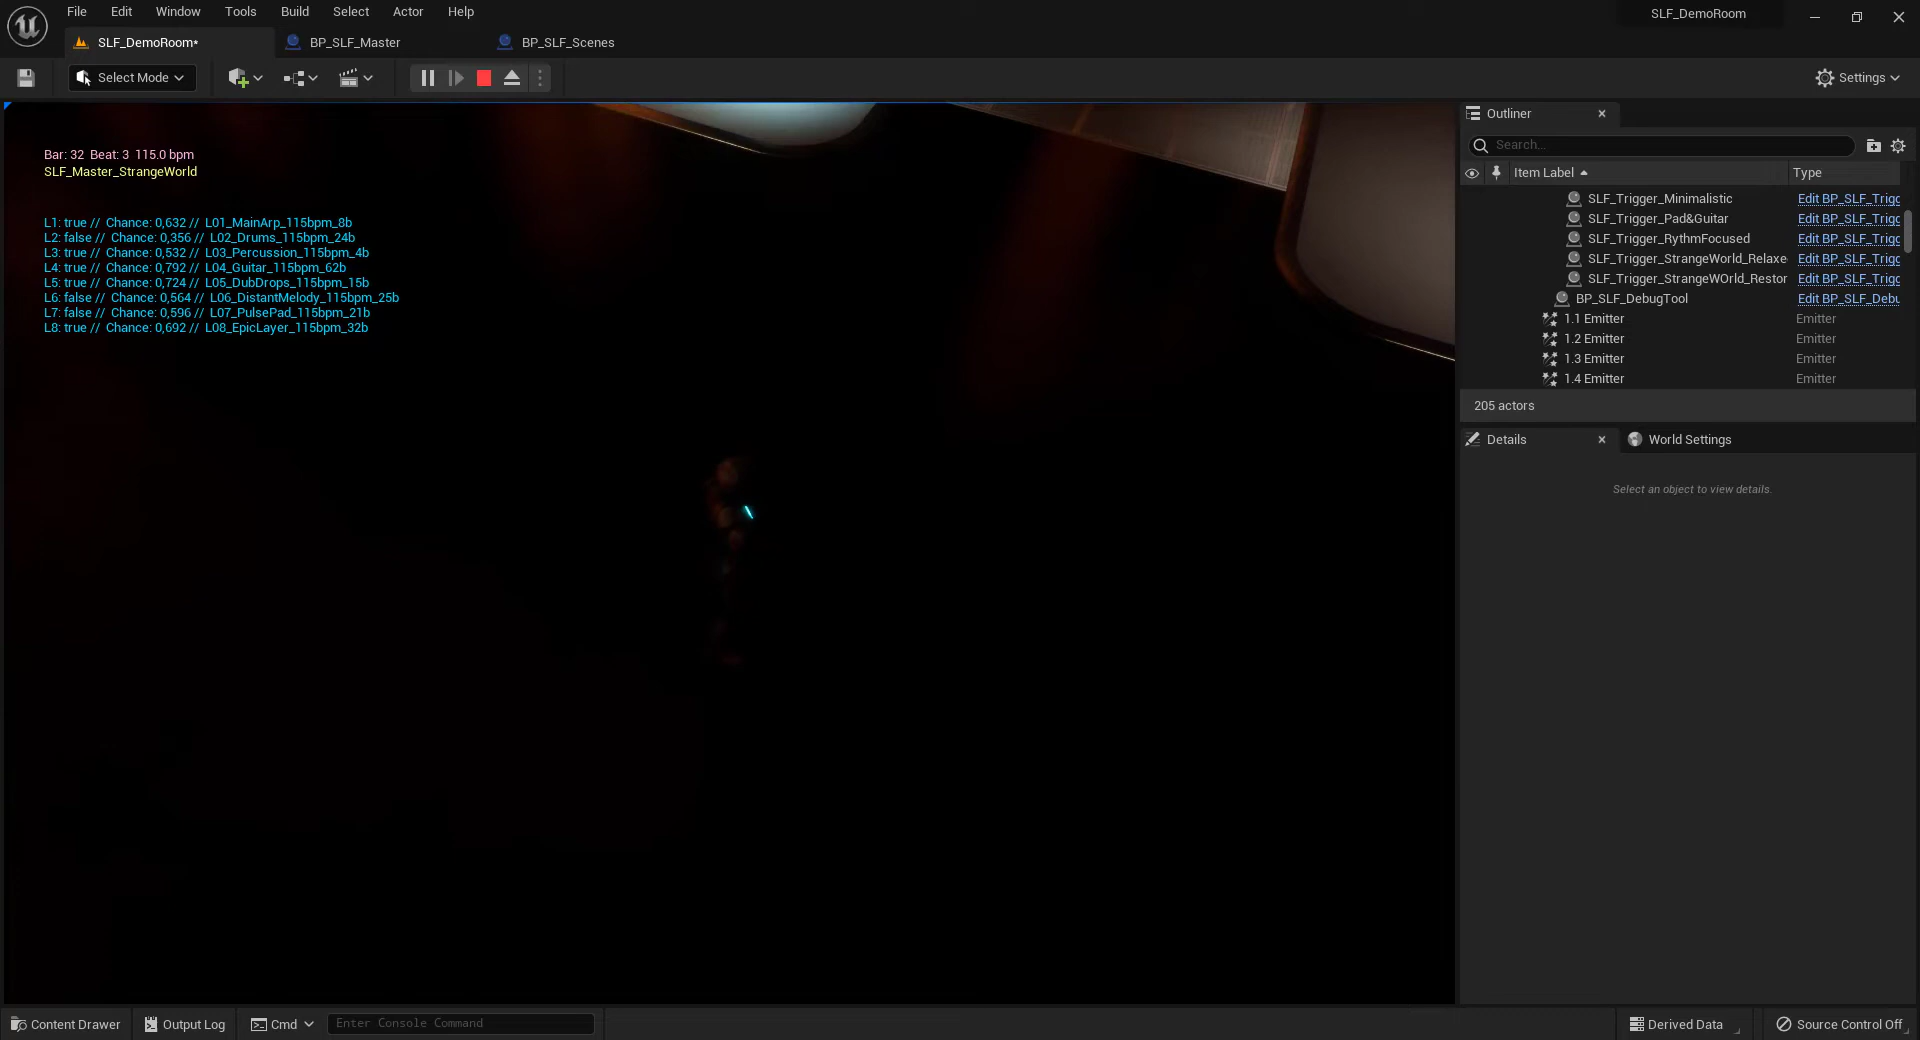 File Edit Window Tools Build Select Actor Help
SLF_DemoRoom
SLF_DemoRoom*
BP_SLF_Master
BP_SLF_Scenes
Select Mode
Settings
Bar: 32 Beat: 3 115.0 bpm
SLF_Master_StrangeWorld
L1: true // Chance: 0,632 // L01_MainArp_115bpm_8b
L2: false // Chance: 0,356 // L02_Drums_115bpm_24b
L3: true // Chance: 0,532 // L03_Percussion_115bpm_4b
L4: true // Chance: 0,792 // L04_Guitar_115bpm_62b
L5: true // Chance: 0,724 // L05_DubDrops_115bpm_15b
L6: false // Chance: 0,564 // L06_DistantMelody_115bpm_25b
L7: false // Chance: 0,596 // L07_PulsePad_115bpm_21b
L8: true // Chance: 0,692 // L08_EpicLayer_115bpm_32b
Outliner
Search...
Item Label Type
SLF_Trigger_Minimalistic Edit BP_SLF_Trigg
SLF_Trigger_Pad&Guitar Edit BP_SLF_Trigg
SLF_Trigger_RythmFocused Edit BP_SLF_Trigg
SLF_Trigger_StrangeWorld_Relaxe Edit BP_SLF_Trigg
SLF_Trigger_StrangeWOrld_Restor Edit BP_SLF_Trigg
BP_SLF_DebugTool Edit BP_SLF_Debu
1.1 Emitter Emitter
1.2 Emitter Emitter
1.3 Emitter Emitter
1.4 Emitter Emitter
205 actors
Details
World Settings
Select an object to view details.
Content Drawer
Output Log
Cmd
Enter Console Command
Derived Data
Source Control Off